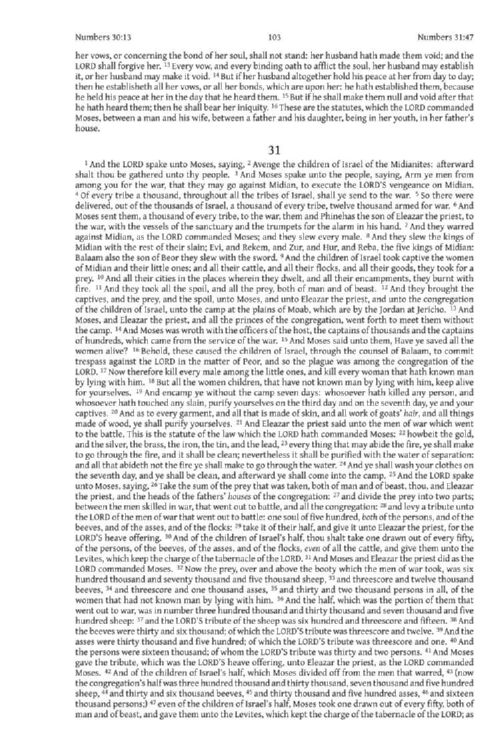 Numbers 30:13 103 Numbers 31:47
her vows, or concerning the bond of her soul, shall not stand: her husband hath made them void; and the
LORD shall forgive her. 13 Every vow, and every binding oath to afflict the soul, her husband may establish
it, or her husband may make it void. 14 But if her husband altogether hold his peace at her from day to day;
then he establisheth all her vows, or all her bonds, which are upon her: he hath established them, because
he held his peace at her in the day that he heard them. 15 But if he shall make them null and void after that
he hath heard them; then he shall bear her iniquity. 16 These are the statutes, which the LORD commanded
Moses, between a man and his wife, between a father and his daughter, being in her youth, in her father's
house.
31
1 And the LORD spake unto Moses, saying, 2 Avenge the children of Israel of the Midianites: afterward
shalt thou be gathered unto thy people. 3 And Moses spake unto the people, saying, Arm ye men from
among you for the war, that they may go against Midian, to execute the LORD'S vengeance on Midian.
4 Of every tribe a thousand, throughout all the tribes of Israel, shall ye send to the war. 5 So there were
delivered, out of the thousands of Israel, a thousand of every tribe, twelve thousand armed for war. 6 And
Moses sent them, a thousand of every tribe, to the war, them and Phinehas the son of Eleazar the priest, to
the war, with the vessels of the sanctuary and the trumpets for the alarm in his hand. 7 And they warred
against Midian, as the LORD commanded Moses; and they slew every male. 8 And they slew the kings of
Midian with the rest of their slain; Evi, and Rekem, and Zur, and Hur, and Reba, the five kings of Midian:
Balaam also the son of Beor they slew with the sword. 9 And the children of Israel took captive the women
of Midian and their little ones; and all their cattle, and all their flocks, and all their goods, they took for a
prey. 10 And all their cities in the places wherein they dwelt, and all their encampments, they burnt with
fire. 11 And they took all the spoil, and all the prey, both of man and of beast. 12 And they brought the
captives, and the prey, and the spoil, unto Moses, and unto Eleazar the priest, and unto the congregation
of the children of Israel, unto the camp at the plains of Moab, which are by the Jordan at Jericho. 13 And
Moses, and Eleazar the priest, and all the princes of the congregation, went forth to meet them without
the camp. 14 And Moses was wroth with the officers of the host, the captains of thousands and the captains
of hundreds, which came from the service of the war. 15 And Moses said unto them, Have ye saved all the
women alive? 16 Behold, these caused the children of Israel, through the counsel of Balaam, to commit
trespass against the LORD in the matter of Peor, and so the plague was among the congregation of the
LORD. 17 Now therefore kill every male among the little ones, and kill every woman that hath known man
by lying with him. 18 But all the women children, that have not known man by lying with him, keep alive
for yourselves. 19 And encamp ye without the camp seven days: whosoever hath killed any person, and
whosoever hath touched any slain, purify yourselves on the third day and on the seventh day, ye and your
captives. 20 And as to every garment, and all that is made of skin, and all work of goats' hair, and all things
made of wood, ye shall purify yourselves. 21 And Eleazar the priest said unto the men of war which went
to the battle, This is the statute of the law which the LORD hath commanded Moses: 22 howbeit the gold,
and the silver, the brass, the iron, the tin, and the lead, 23 every thing that may abide the fire, ye shall make
to go through the fire, and it shall be clean; nevertheless it shall be purified with the water of separation:
and all that abideth not the fire ye shall make to go through the water. 24 And ye shall wash your clothes on
the seventh day, and ye shall be clean, and afterward ye shall come into the camp. 25 And the LORD spake
unto Moses, saying, 26 Take the sum of the prey that was taken, both of man and of beast, thou, and Eleazar
the priest, and the heads of the fathers' houses of the congregation: 27 and divide the prey into two parts;
between the men skilled in war, that went out to battle, and all the congregation: 28 and levy a tribute unto
the LORD of the men of war that went out to battle: one soul of five hundred, both of the persons, and of the
beeves, and of the asses, and of the flocks: 29 take it of their half, and give it unto Eleazar the priest, for the
LORD'S heave offering. 30 And of the children of Israel's half, thou shalt take one drawn out of every fifty,
of the persons, of the beeves, of the asses, and of the flocks, even of all the cattle, and give them unto the
Levites, which keep the charge of the tabernacle of the LORD. 31 And Moses and Eleazar the priest did as the
LORD commanded Moses. 32 Now the prey, over and above the booty which the men of war took, was six
hundred thousand and seventy thousand and five thousand sheep, 33 and threescore and twelve thousand
beeves, 34 and threescore and one thousand asses, 35 and thirty and two thousand persons in all, of the
women that had not known man by lying with him. 36 And the half, which was the portion of them that
went out to war, was in number three hundred thousand and thirty thousand and seven thousand and five
hundred sheep: 37 and the LORD'S tribute of the sheep was six hundred and threescore and fifteen. 38 And
the beeves were thirty and six thousand; of which the LORD'S tribute was threescore and twelve. 39 And the
asses were thirty thousand and five hundred; of which the LORD'S tribute was threescore and one. 40 And
the persons were sixteen thousand; of whom the LORD'S tribute was thirty and two persons. 41 And Moses
gave the tribute, which was the LORD'S heave offering, unto Eleazar the priest, as the LORD commanded
Moses. 42 And of the children of Israel's half, which Moses divided off from the men that warred, 43 (now
the congregation's half was three hundred thousand and thirty thousand, seven thousand and five hundred
sheep, 44 and thirty and six thousand beeves, 45 and thirty thousand and five hundred asses, 46 and sixteen
thousand persons;) 47 even of the children of Israel's half, Moses took one drawn out of every fifty, both of
man and of beast, and gave them unto the Levites, which kept the charge of the tabernacle of the LORD; as